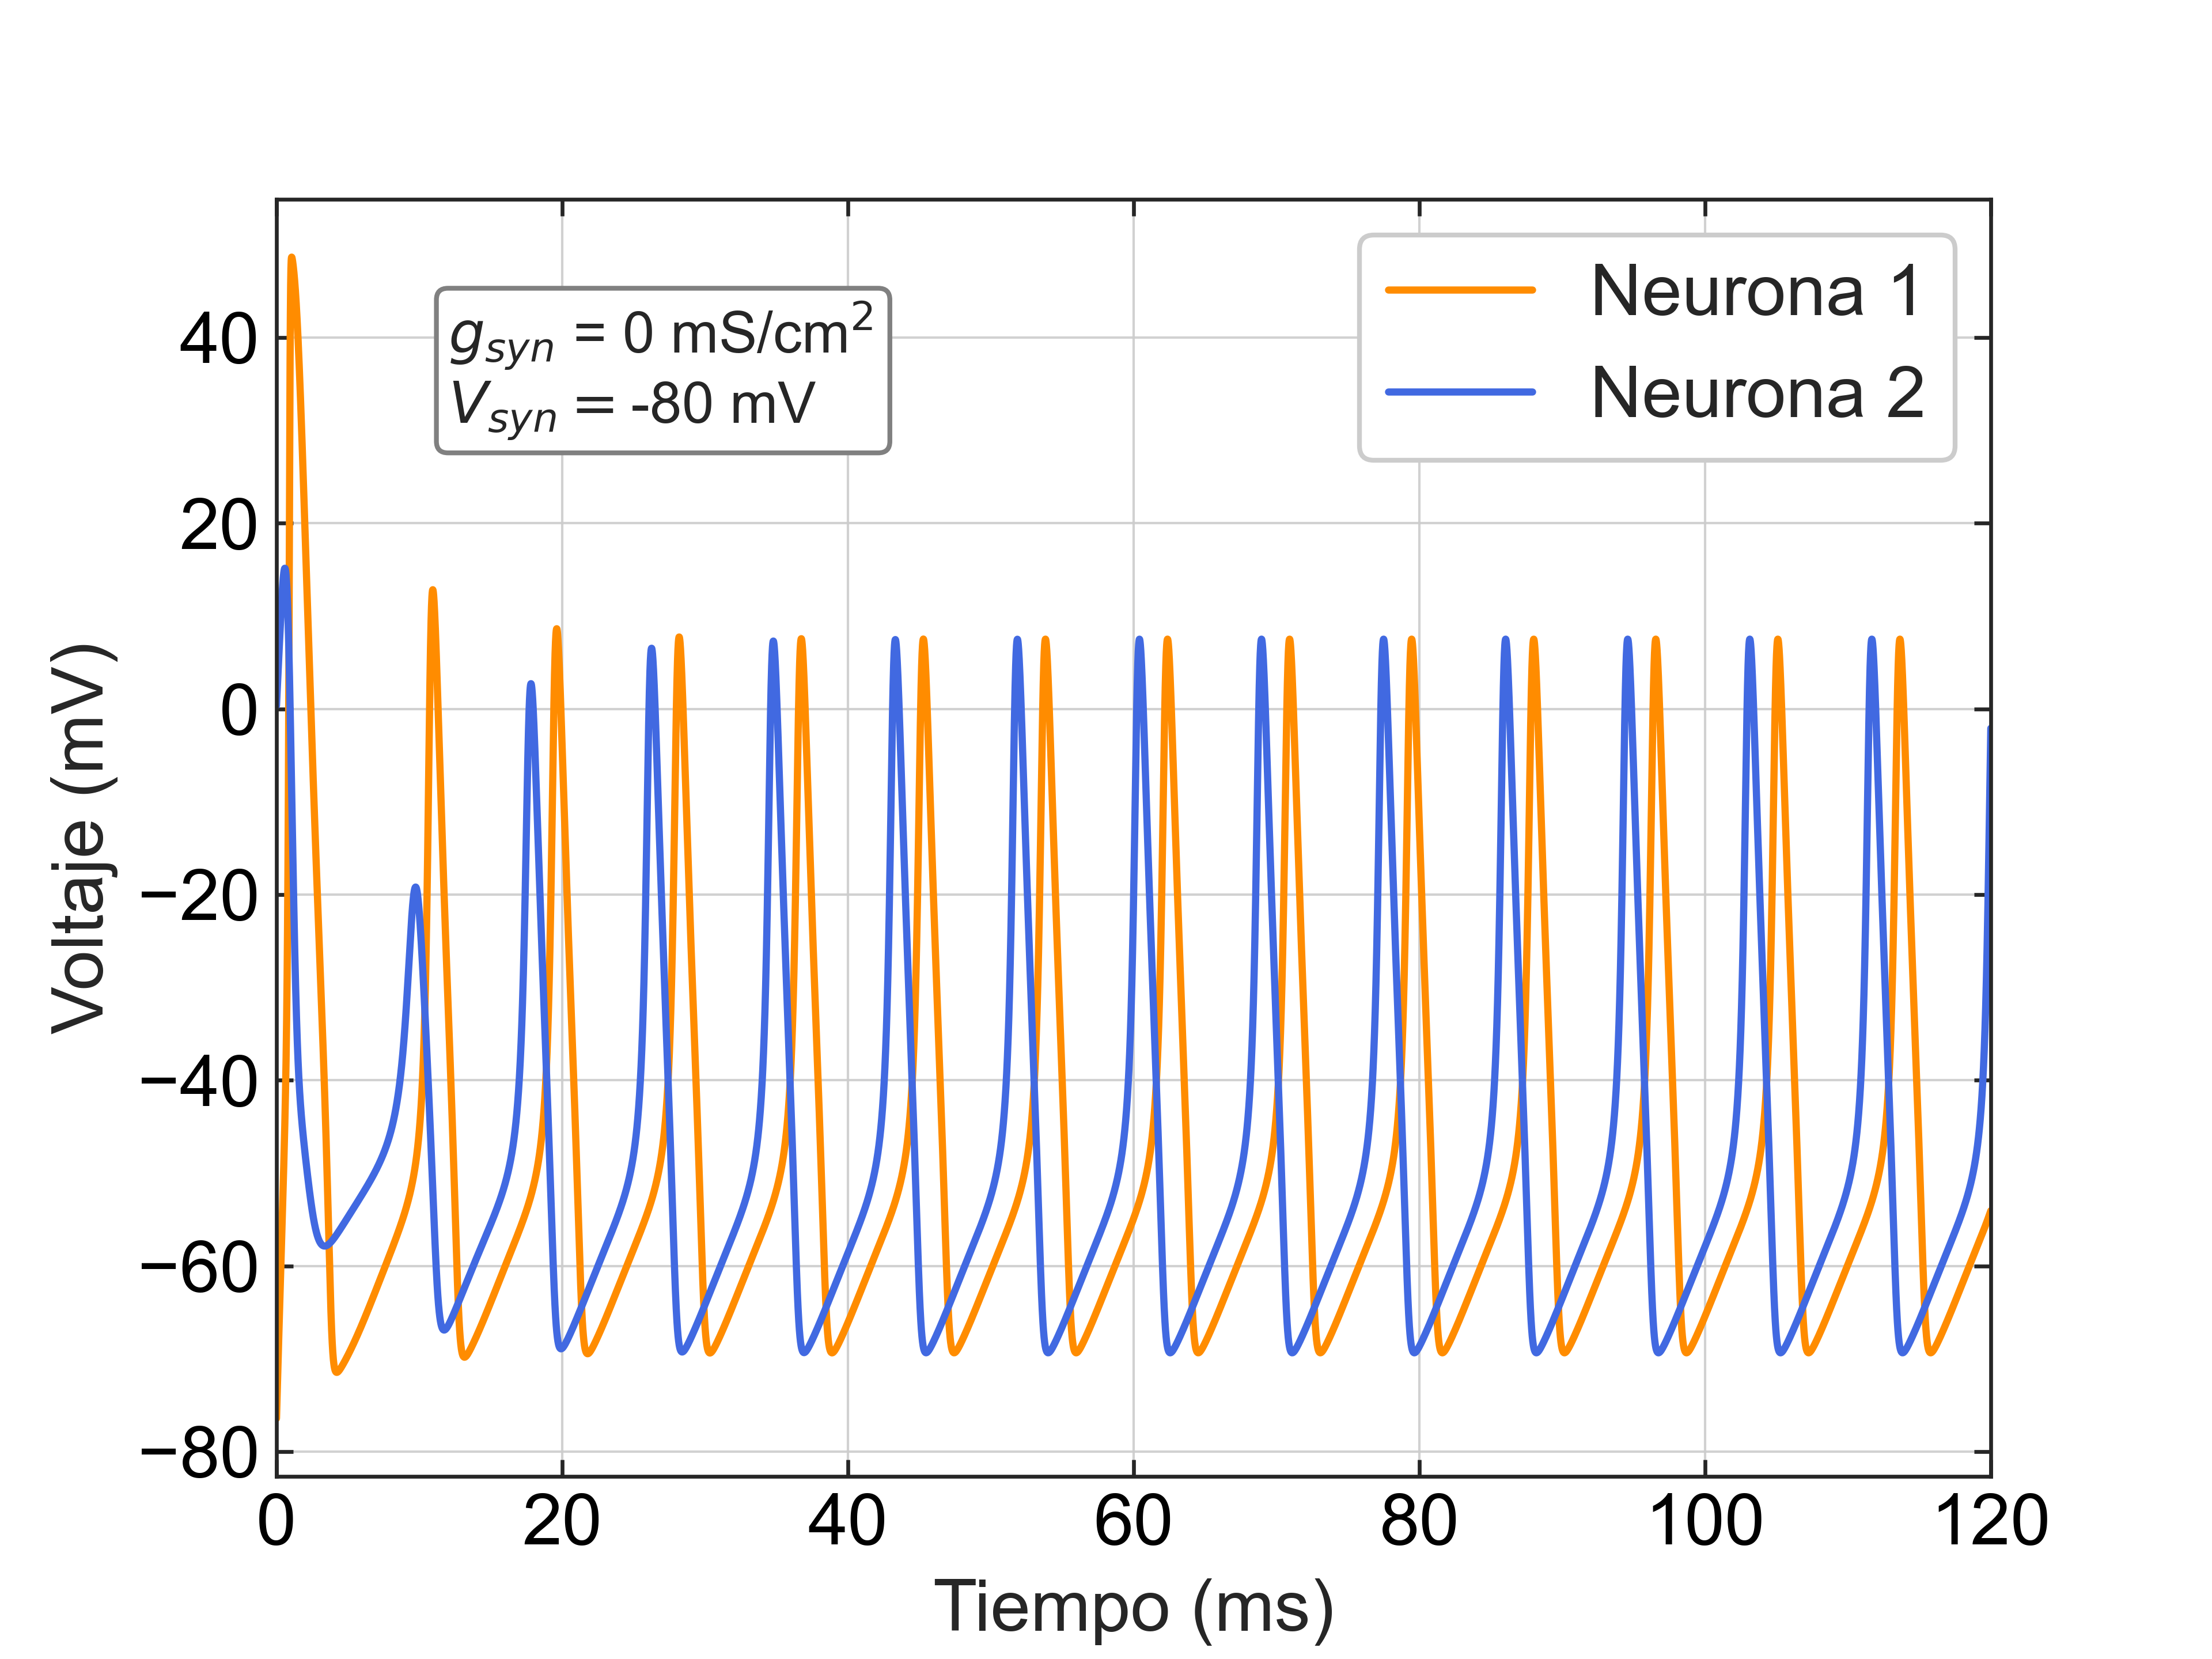 g_syn = 0 mS/cm²
V_syn = -80 mV
Neurona 1
Neurona 2
40
20
0
−20
−40
−60
−80
Voltaje (mV)
0 20 40 60 80 100 120
Tiempo (ms)